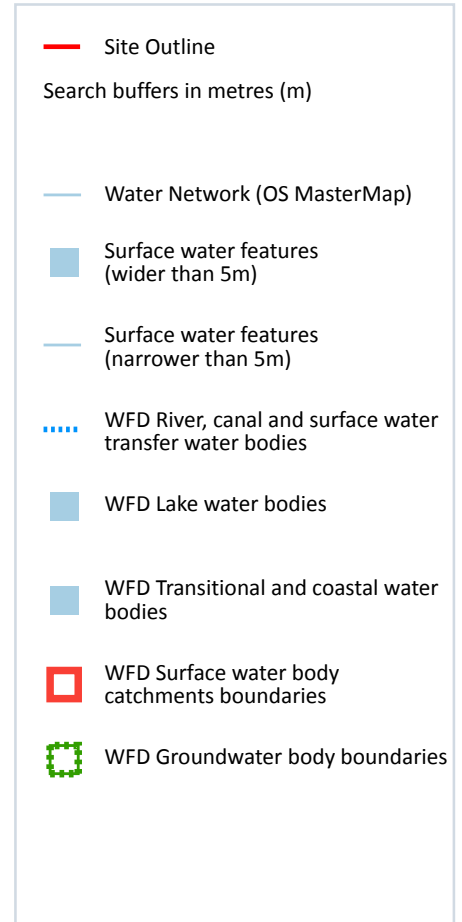 Site Outline
Search buffers in metres (m)
Water Network (OS MasterMap)
Surface water features
(wider than 5m)
Surface water features
(narrower than 5m)
WFD River, canal and surface water
transfer water bodies
WFD Lake water bodies
WFD Transitional and coastal water
bodies
WFD Surface water body
catchments boundaries
WFD Groundwater body boundaries